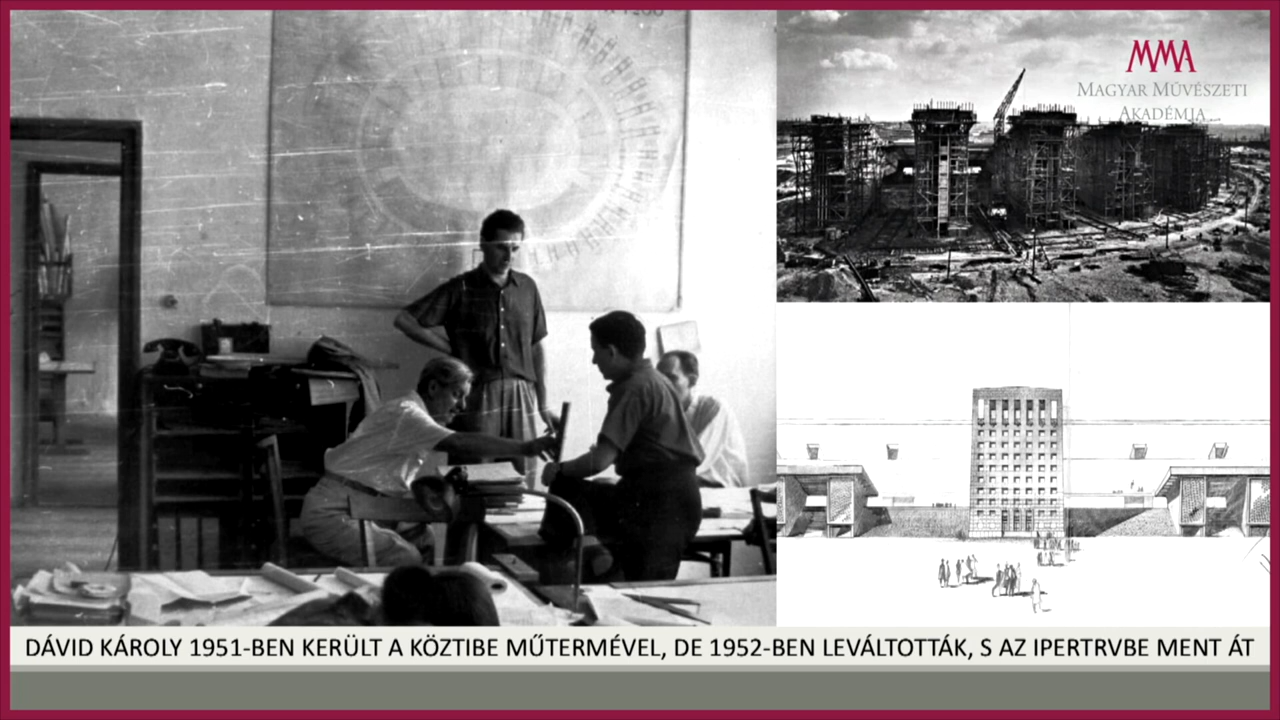 MMA
MAGYAR MŰVÉSZETI
AKADÉMIA
DÁVID KÁROLY 1951-BEN KERÜLT A KÖZTIBE MŰTERMÉVEL, DE 1952-BEN LEVÁLTOTTÁK, S AZ IPERTRVBE MENT ÁT